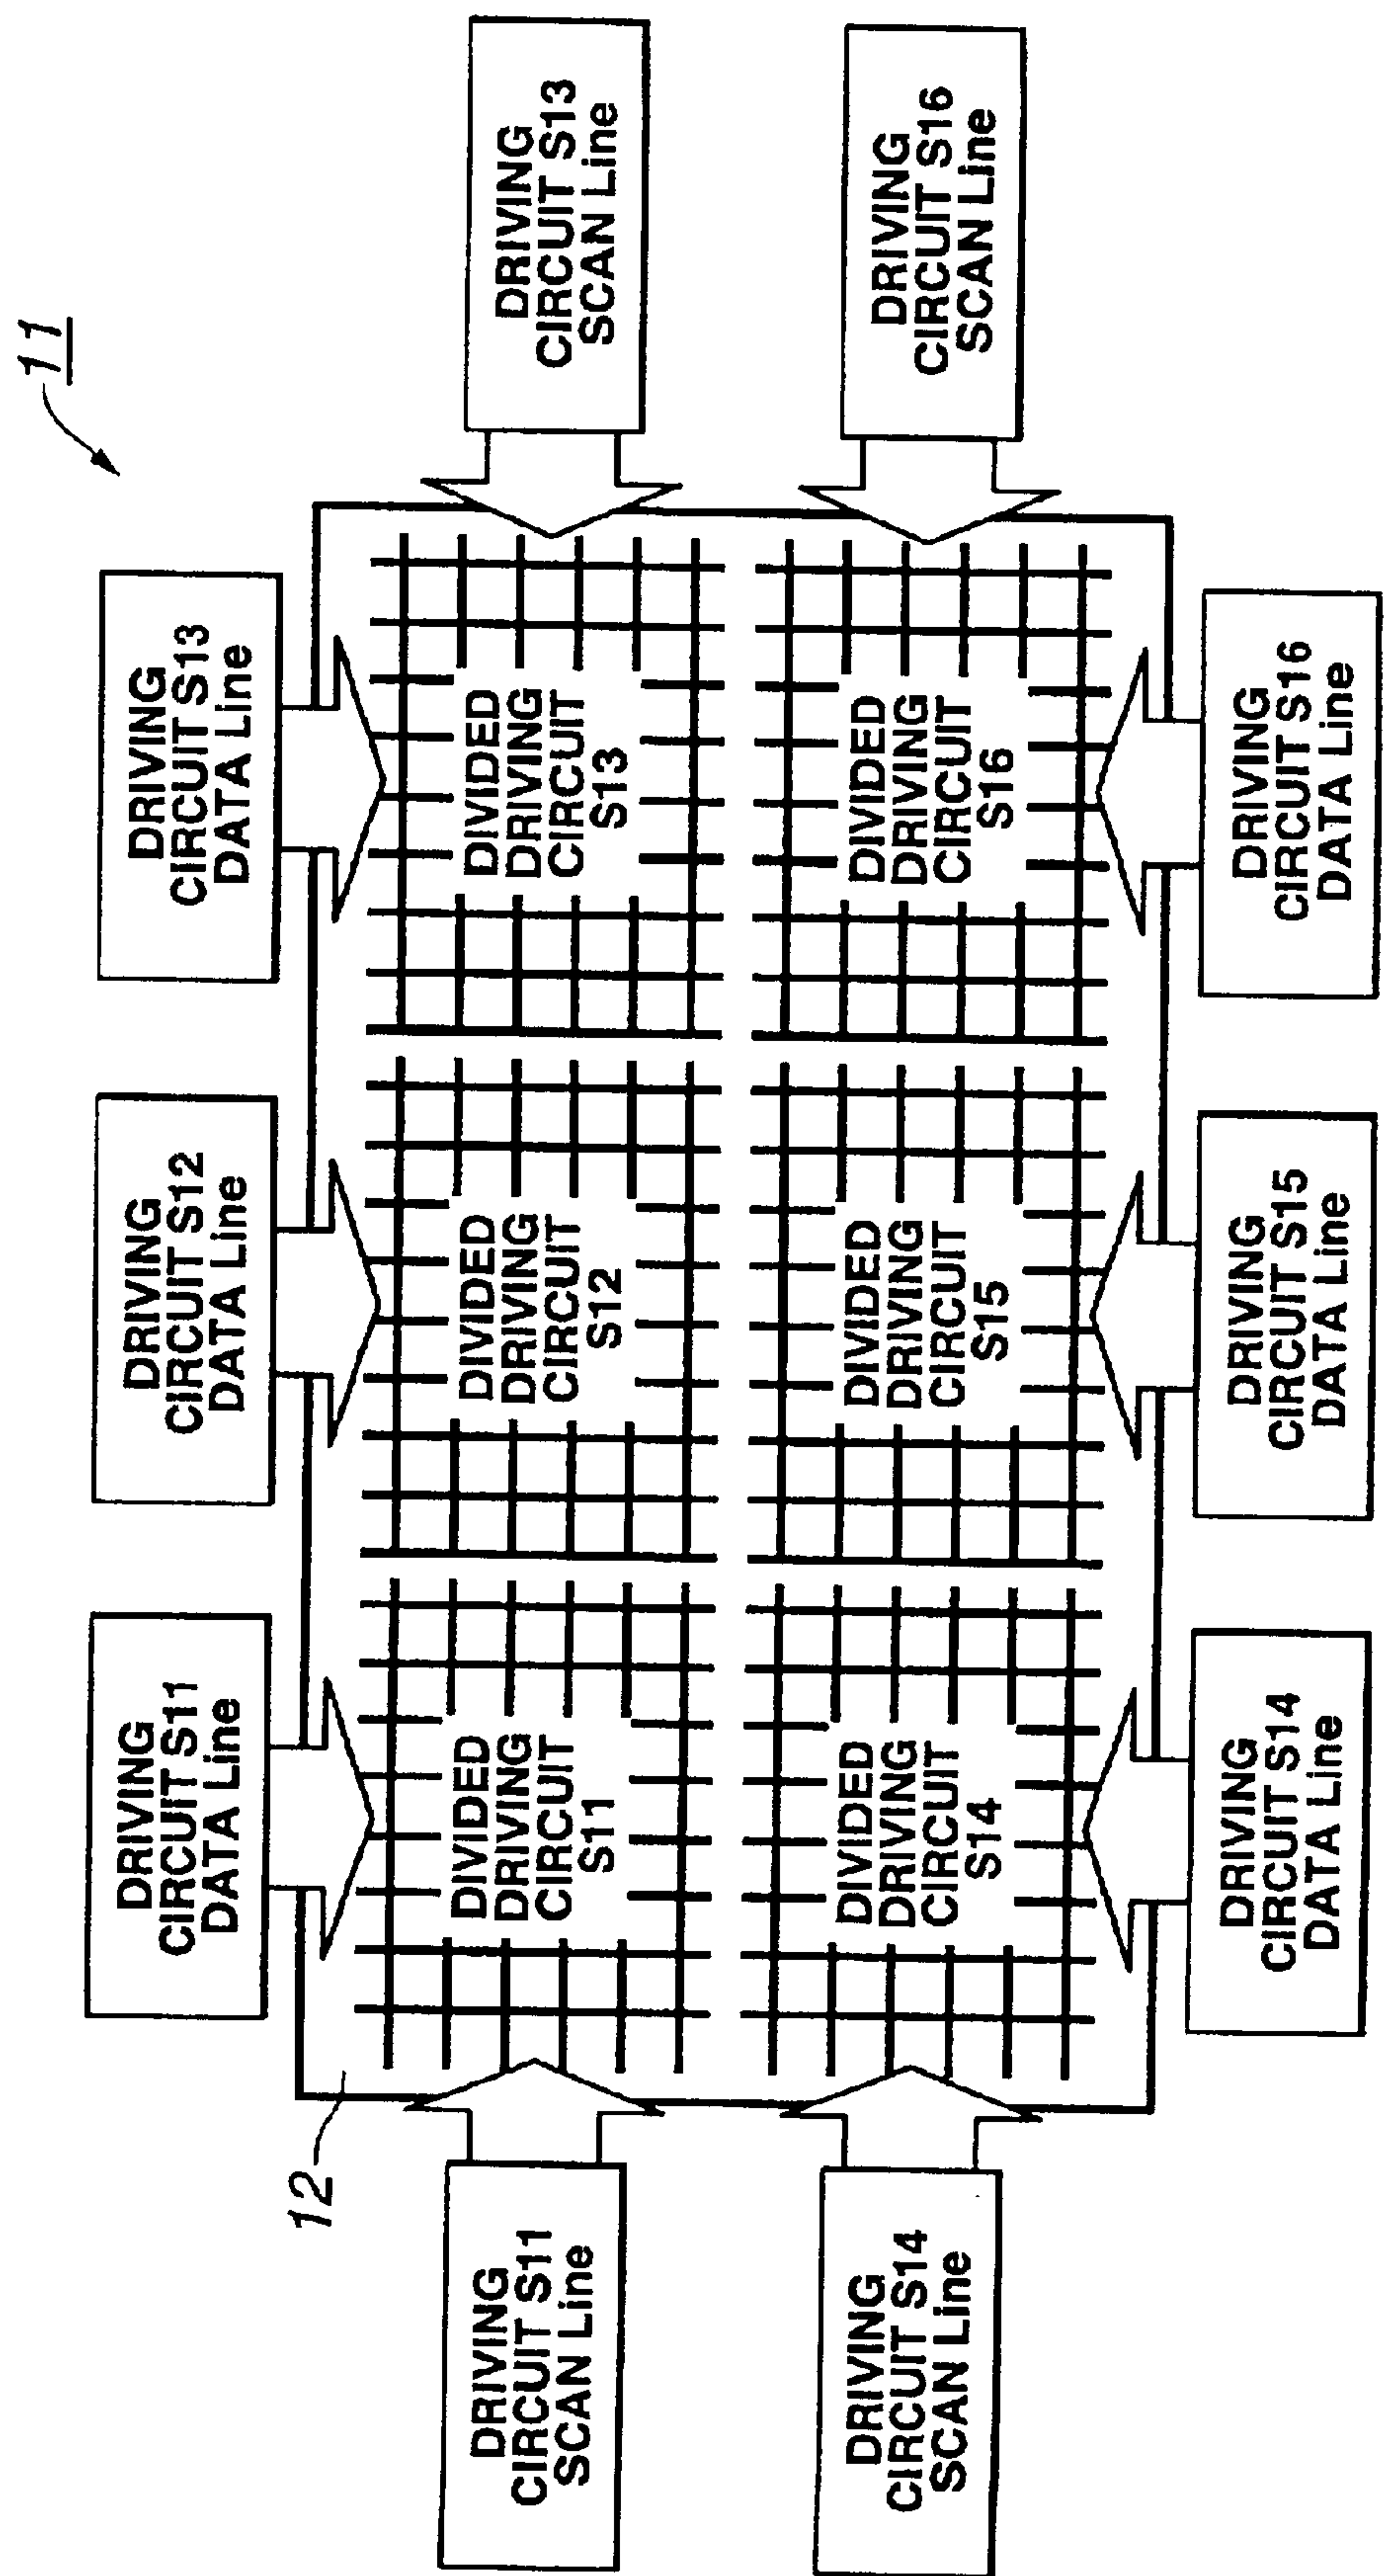 11
DRIVING
CIRCUIT S11
DATA Line
DRIVING
CIRCUIT S12
DATA Line
DRIVING
CIRCUIT S13
DATA Line
12
DRIVING
CIRCUIT S11
SCAN Line
DIVIDED
DRIVING
CIRCUIT
S11
DIVIDED
DRIVING
CIRCUIT
S12
DIVIDED
DRIVING
CIRCUIT
S13
DRIVING
CIRCUIT S13
SCAN Line
DRIVING
CIRCUIT S14
SCAN Line
DIVIDED
DRIVING
CIRCUIT
S14
DIVIDED
DRIVING
CIRCUIT
S15
DIVIDED
DRIVING
CIRCUIT
S16
DRIVING
CIRCUIT S16
SCAN Line
DRIVING
CIRCUIT S14
DATA Line
DRIVING
CIRCUIT S15
DATA Line
DRIVING
CIRCUIT S16
DATA Line